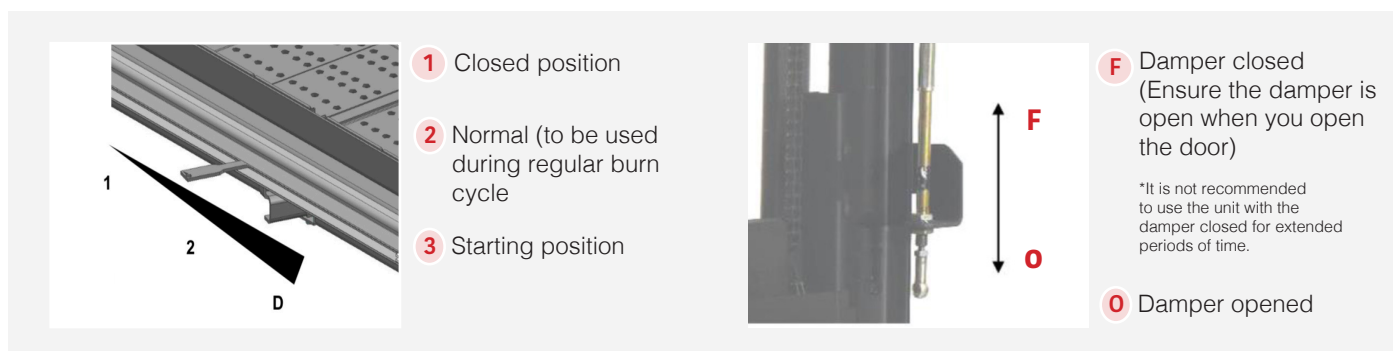 1
2
D
1 Closed position
2 Normal (to be used
during regular burn
cycle
3 Starting position
F
O
F Damper closed
(Ensure the damper is
open when you open
the door)
*It is not recommended
to use the unit with the
damper closed for extended
periods of time.
O Damper opened